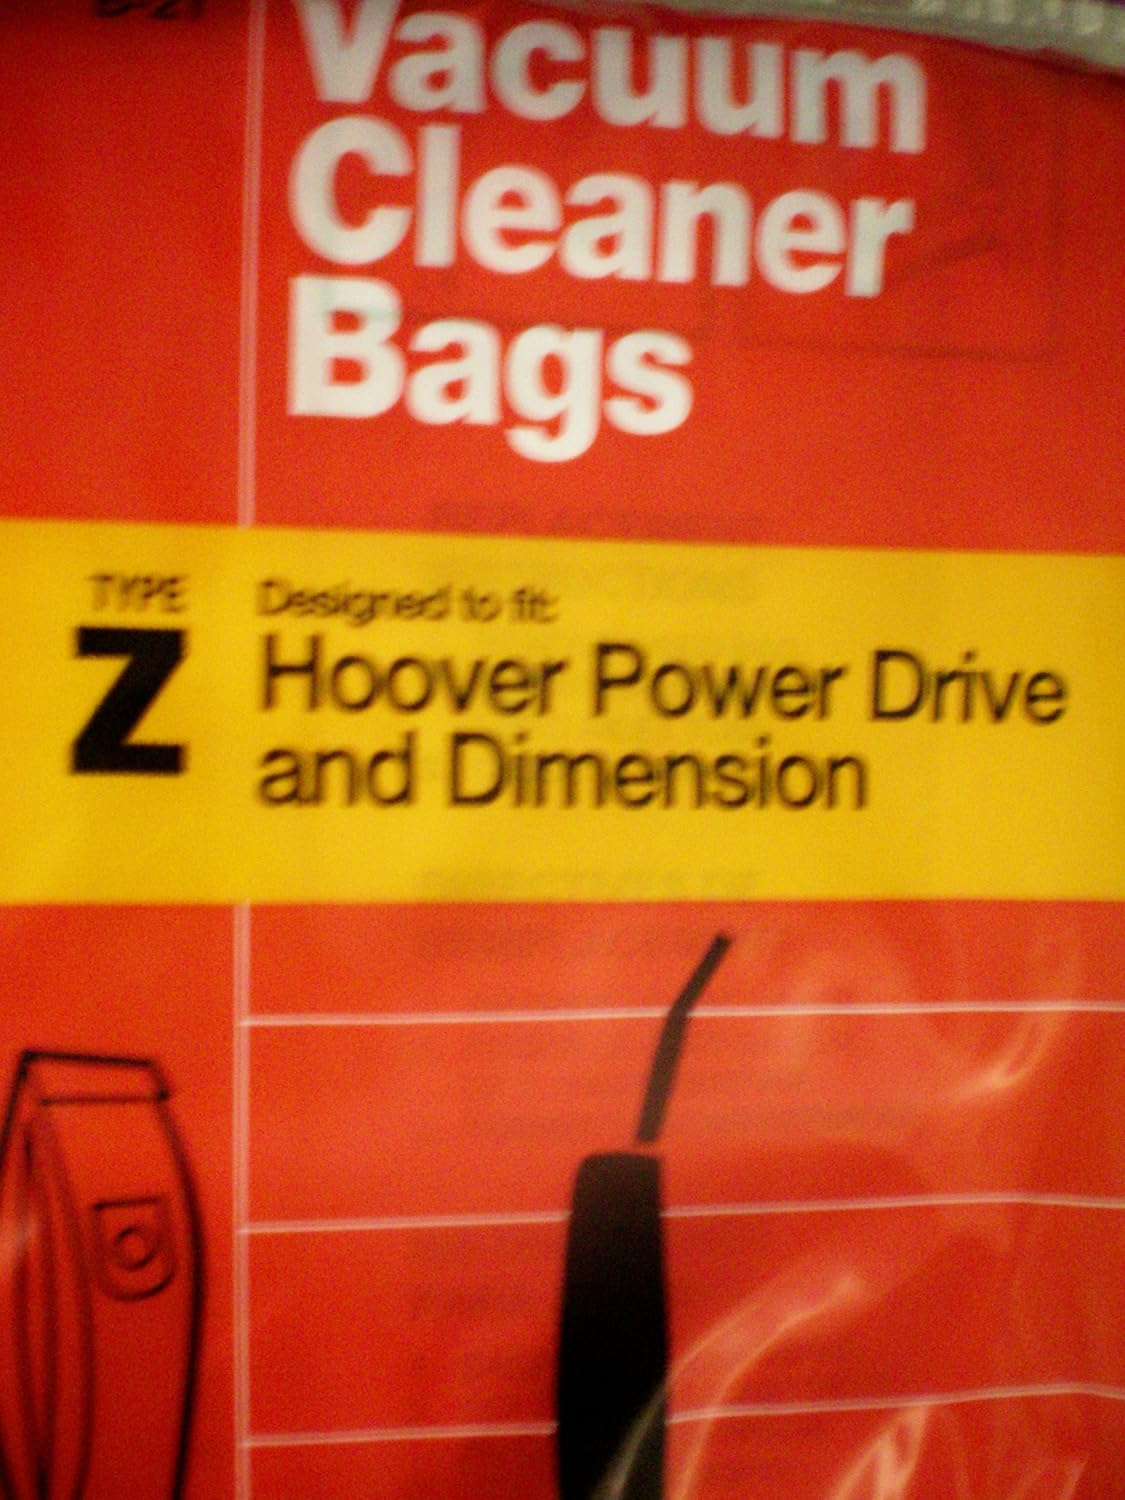 Vacuum
Cleaner
Bags
TYPE
Z
Designed to fit:
Hoover Power Drive
and Dimension